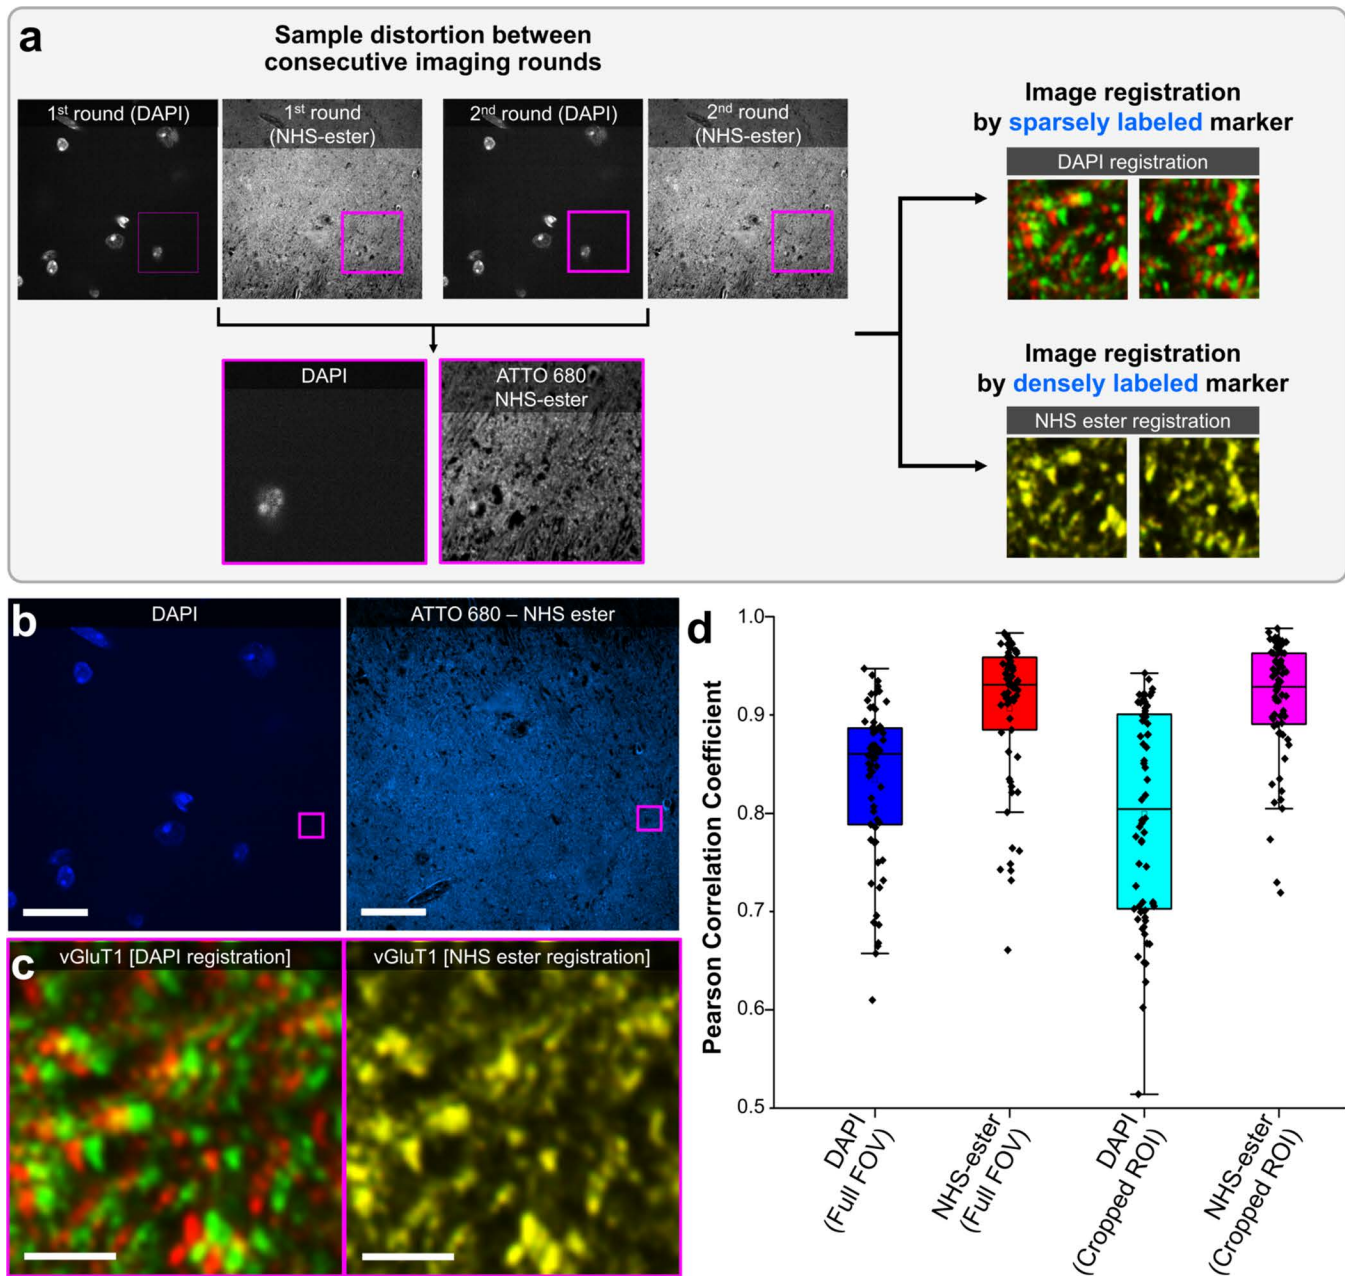 a
Sample distortion between
consecutive imaging rounds
1st round (DAPI)
1st round
(NHS-ester)
2nd round (DAPI)
2nd round
(NHS-ester)
DAPI
ATTO 680
NHS-ester
Image registration
by sparsely labeled marker
DAPI registration
Image registration
by densely labeled marker
NHS ester registration
b
DAPI
ATTO 680 – NHS ester
c
vGluT1 [DAPI registration]
vGluT1 [NHS ester registration]
d
Pearson Correlation Coefficient
1.0
0.9
0.8
0.7
0.6
0.5
DAPI
(Full FOV)
NHS-ester
(Full FOV)
DAPI
(Cropped ROI)
NHS-ester
(Cropped ROI)